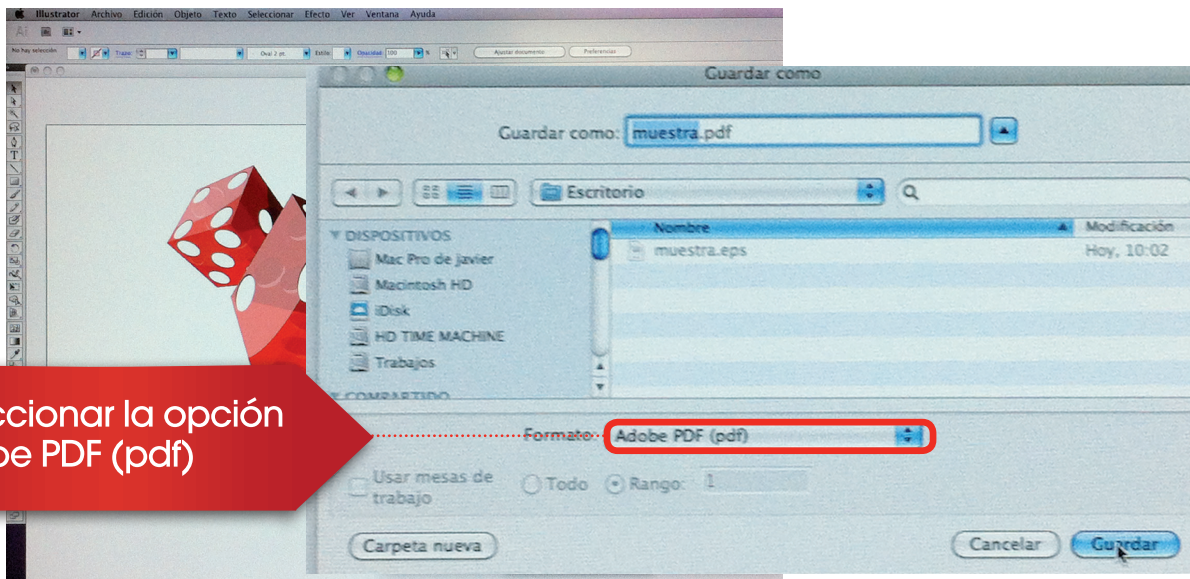 Illustrator Archivo Edición Objeto Texto Seleccionar Efecto Ver Ventana Ayuda
Ai
No hay selección Trazo: Oval 2 pt. Estilo: Opacidad: 100 % Ajustar documento Preferencias
Guardar como
Guardar como: muestra.pdf
Escritorio
Nombre Modificación
muestra.eps Hoy, 10:02
DISPOSITIVOS
Mac Pro de javier
Macintosh HD
iDisk
HD TIME MACHINE
Trabajos
COMPARTIDO
ccionar la opción
be PDF (pdf)
Formato: Adobe PDF (pdf)
Usar mesas de
trabajo
Todo Rango: 1
Carpeta nueva Cancelar Guardar